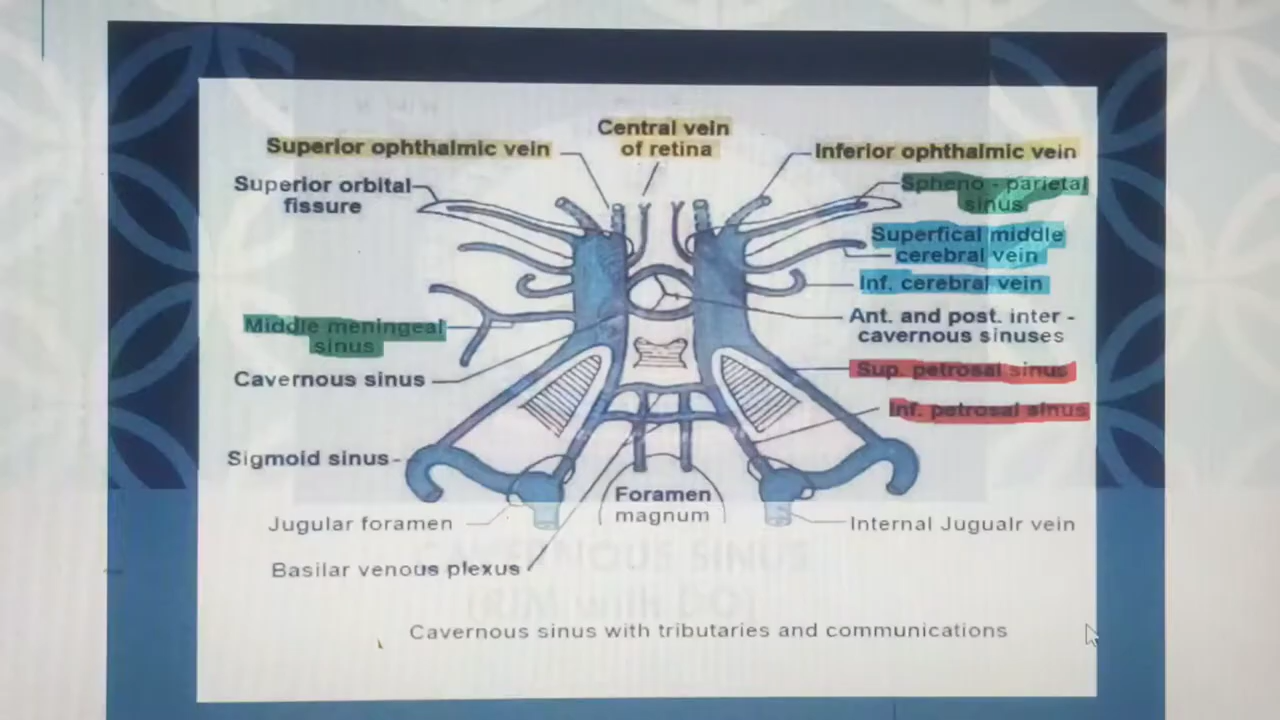 Central vein
of retina
Superior ophthalmic vein
Inferior ophthalmic vein
Superior orbital
fissure
Spheno - parietal
sinus
Superfical middle
cerebral vein
Inf. cerebral vein
Ant. and post. inter -
cavernous sinuses
Middle meningeal
sinus
Cavernous sinus
Sup. petrosal sinus
Inf. petrosal sinus
Sigmoid sinus-
Foramen
magnum
Jugular foramen
Internal Jugualr vein
Basilar venous plexus
CAVERNOUS SINUS
Cavernous sinus with tributaries and communications